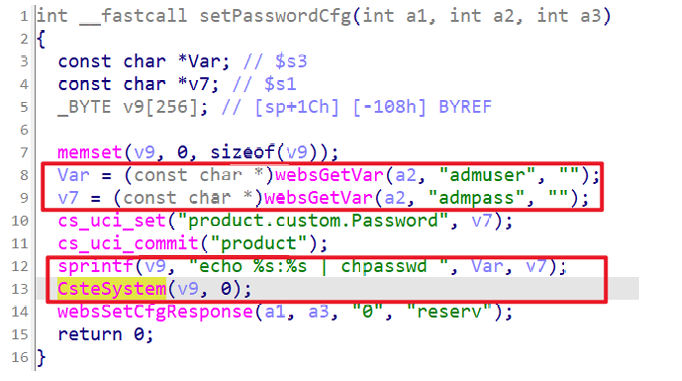 1 int __fastcall setPasswordCfg(int a1, int a2, int a3)
2 {
3 const char *Var; // $s3
4 const char *v7; // $s1
5 _BYTE v9[256]; // [sp+1Ch] [-108h] BYREF
6
7 memset(v9, 0, sizeof(v9));
8 Var = (const char *)websGetVar(a2, "admuser", "");
9 v7 = (const char *)websGetVar(a2, "admpass", "");
10 cs_uci_set("product.custom.Password", v7);
11 cs_uci_commit("product");
12 sprintf(v9, "echo %s:%s | chpasswd ", Var, v7);
13 CsteSystem(v9, 0);
14 websSetCfgResponse(a1, a3, "0", "reserv");
15 return 0;
16 }